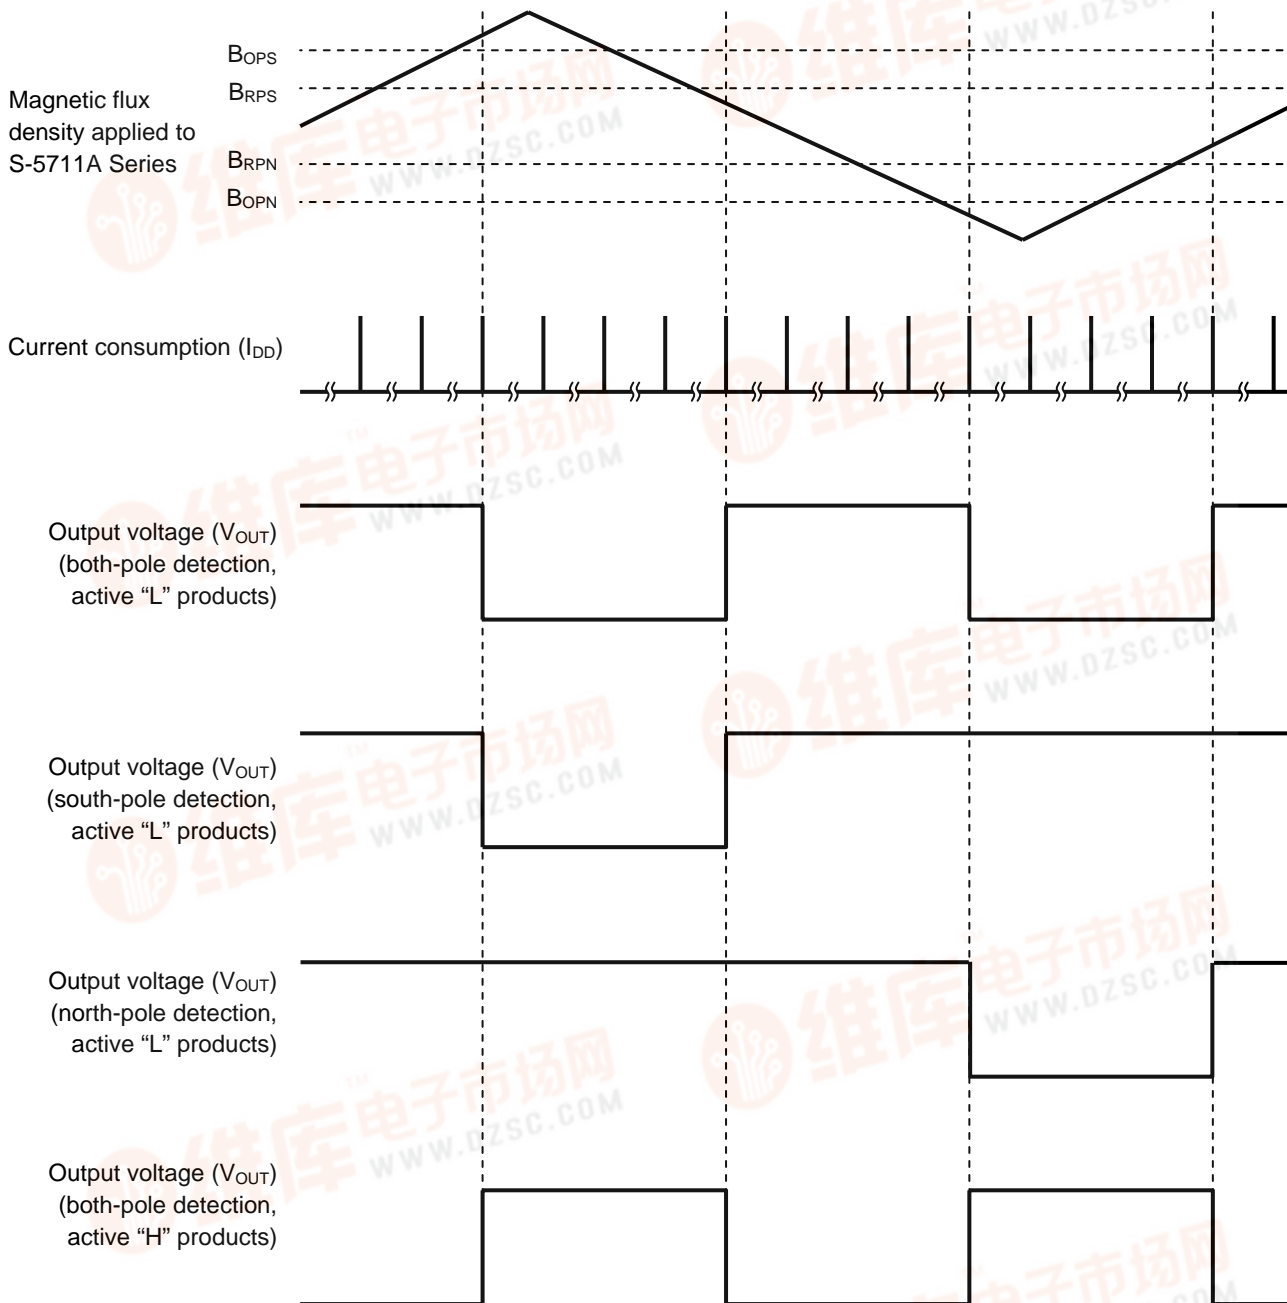 BOPS
Magnetic flux
density applied to
S-5711A Series
BRPS
BRPN
BOPN
Current consumption (IDD)
Output voltage (VOUT)
(both-pole detection,
active “L” products)
Output voltage (VOUT)
(south-pole detection,
active “L” products)
Output voltage (VOUT)
(north-pole detection,
active “L” products)
Output voltage (VOUT)
(both-pole detection,
active “H” products)
维库电子市场网
WWW.DZSC.COM